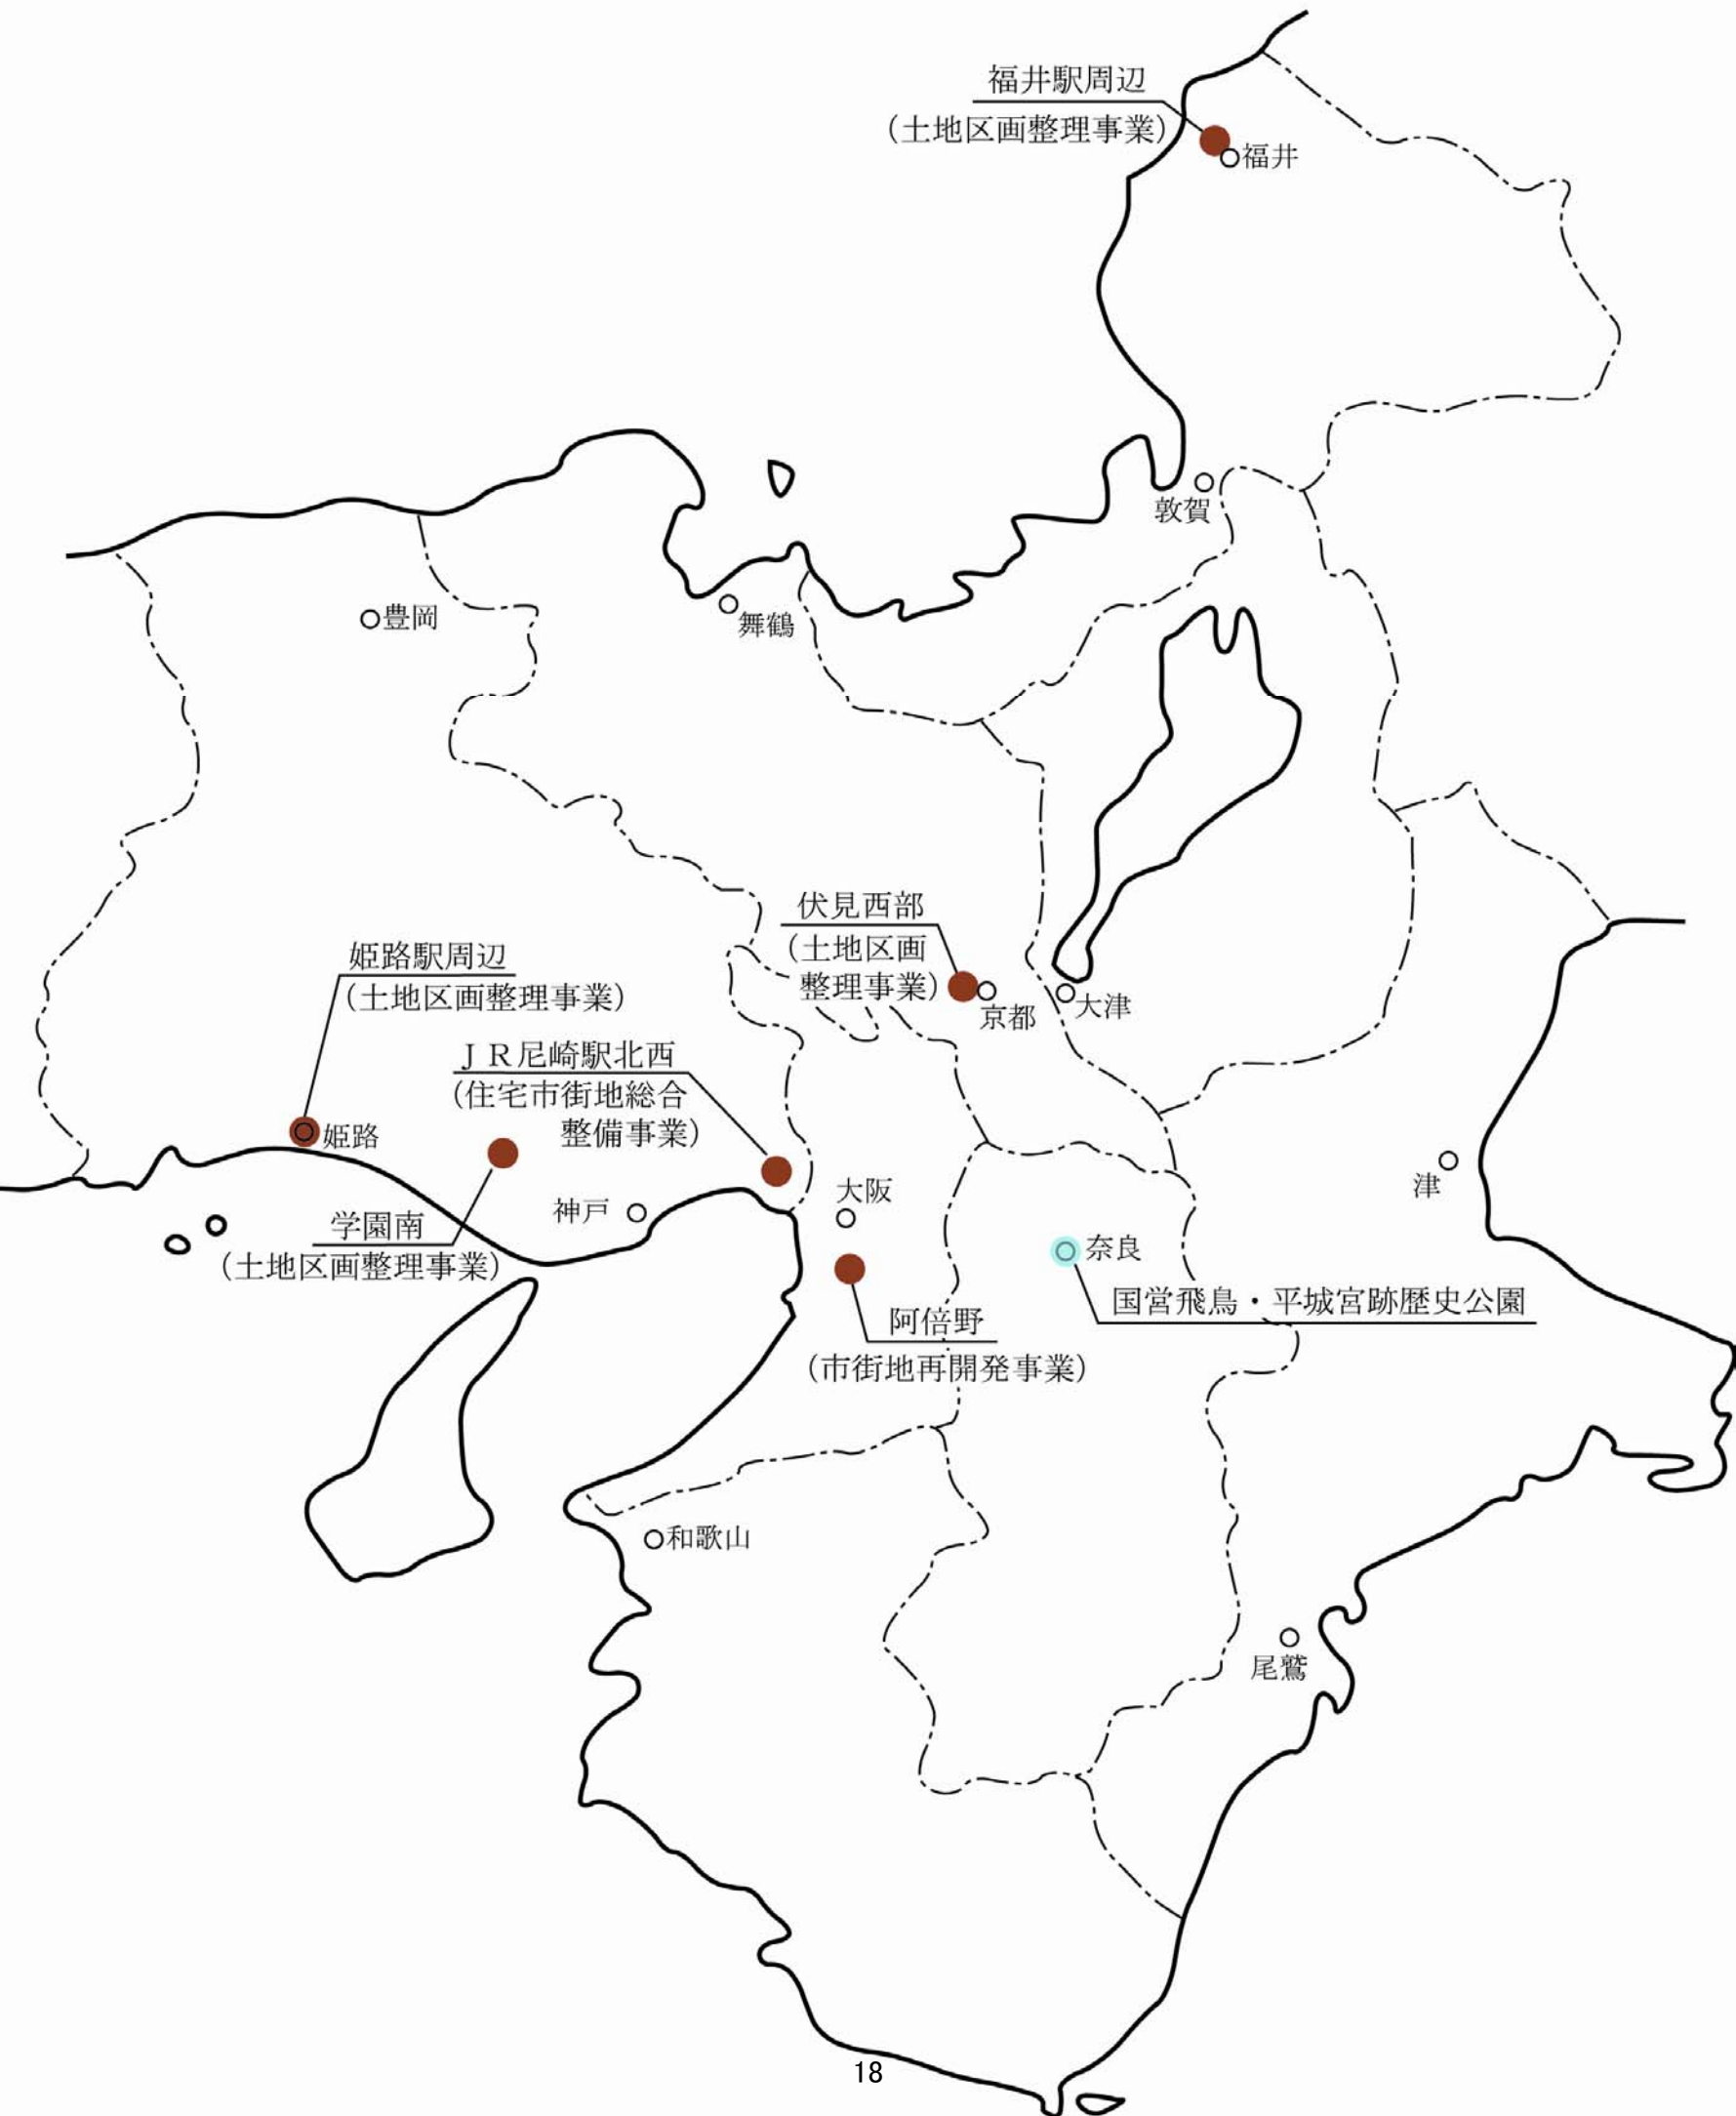 福井駅周辺
(土地区画整理事業)
福井
敦賀
舞鶴
豊岡
伏見西部
(土地区画
整理事業)
京都
大津
姫路駅周辺
(土地区画整理事業)
JR尼崎駅北西
(住宅市街地総合
整備事業)
姫路
神戸
大阪
津
学園南
(土地区画整理事業)
奈良
国営飛鳥・平城宮跡歴史公園
阿倍野
(市街地再開発事業)
和歌山
尾鷲
18